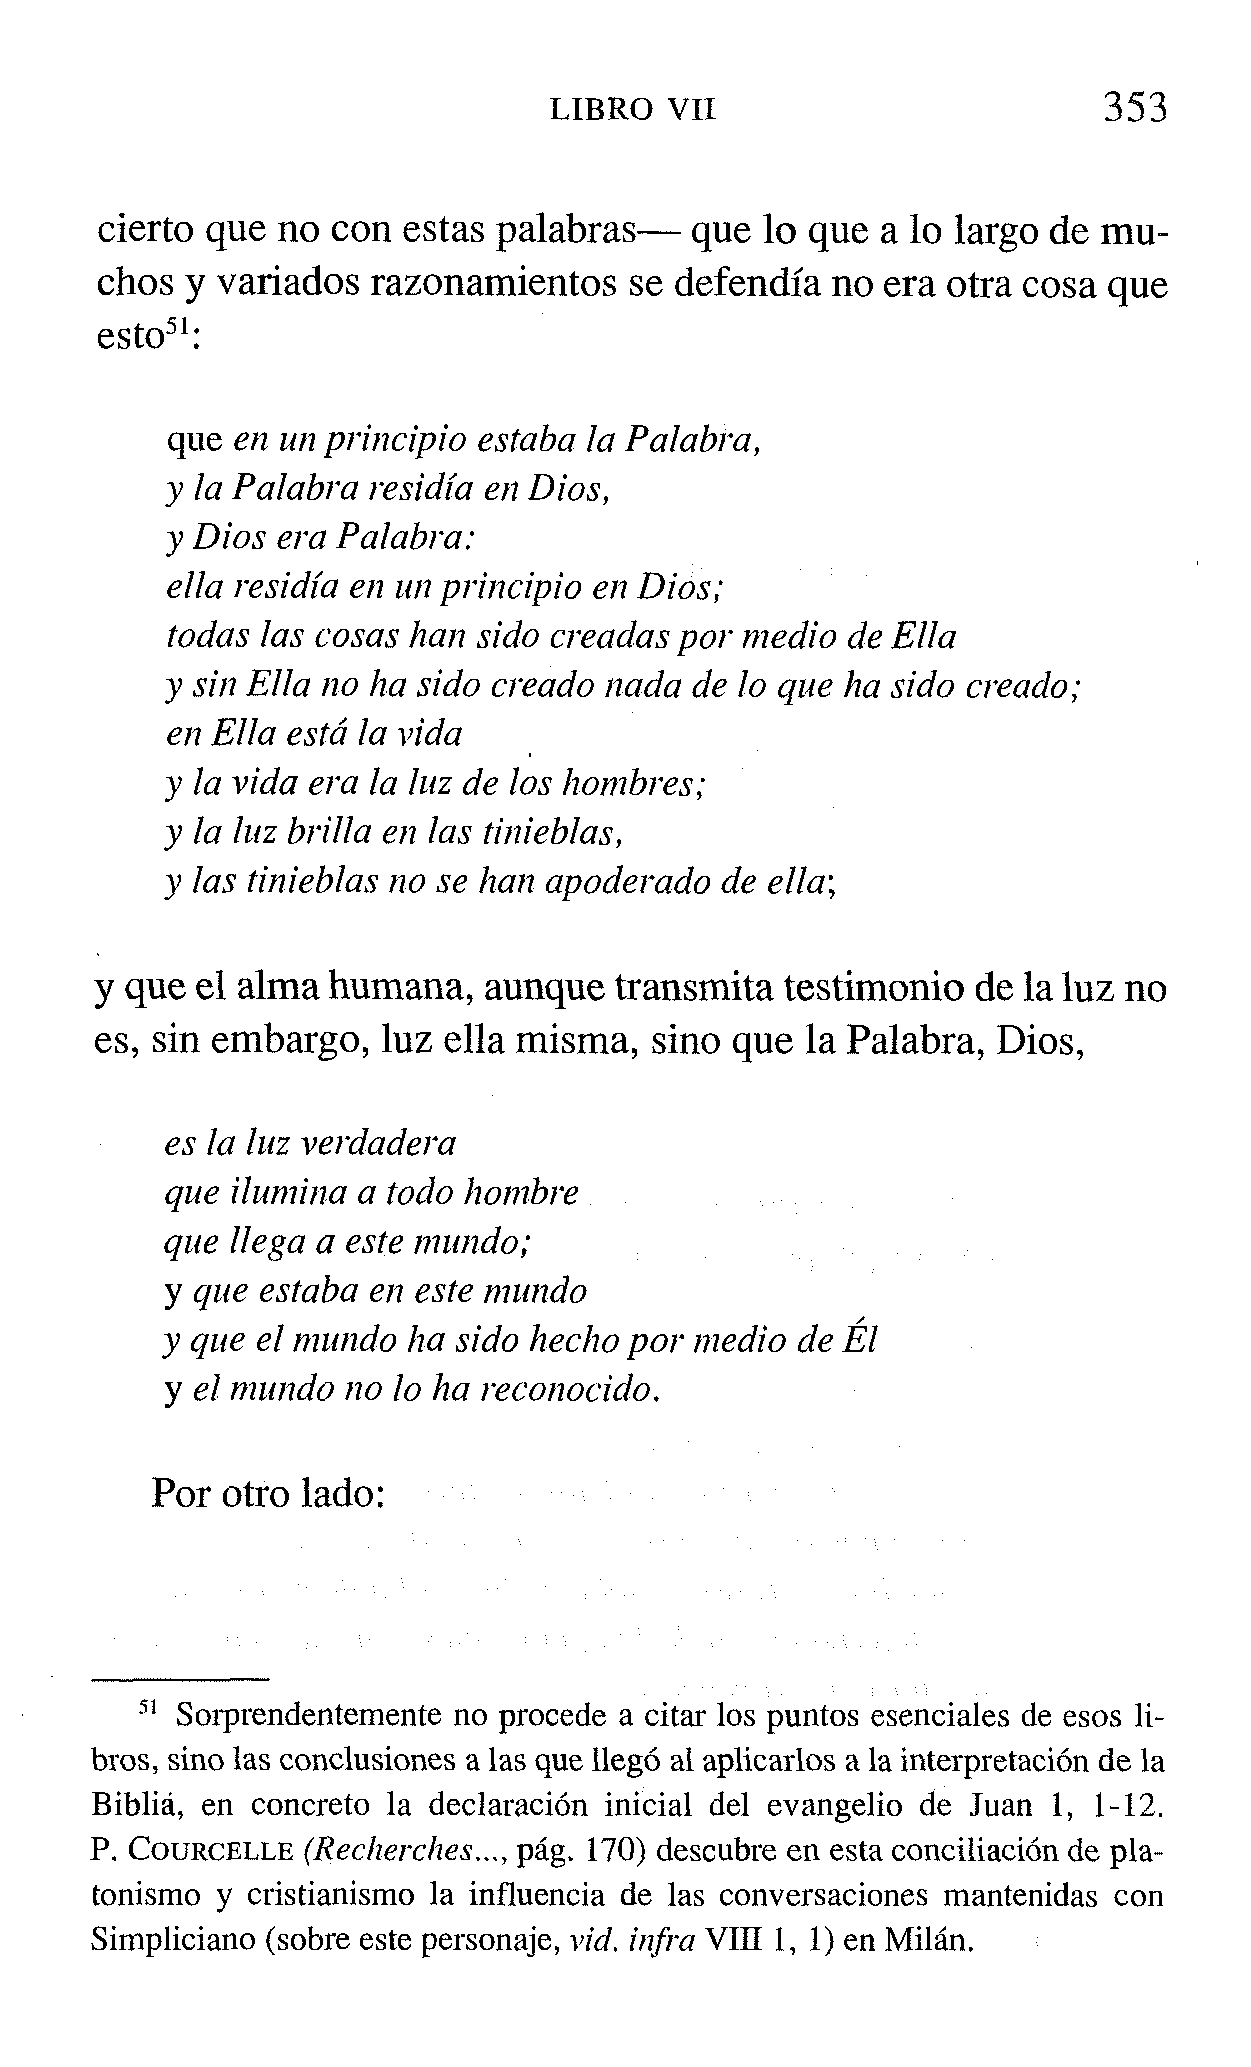 LIBRO VII 353
cierto que no con estas palabras— que lo que a lo largo de mu-
chos y variados razonamientos se defendía no era otra cosa que
esto⁵¹:
que en un principio estaba la Palabra,
y la Palabra residía en Dios,
y Dios era Palabra:
ella residía en un principio en Dios;
todas las cosas han sido creadas por medio de Ella
y sin Ella no ha sido creado nada de lo que ha sido creado;
en Ella está la vida
y la vida era la luz de los hombres;
y la luz brilla en las tinieblas,
y las tinieblas no se han apoderado de ella;
y que el alma humana, aunque transmita testimonio de la luz no
es, sin embargo, luz ella misma, sino que la Palabra, Dios,
es la luz verdadera
que ilumina a todo hombre
que llega a este mundo;
y que estaba en este mundo
y que el mundo ha sido hecho por medio de Él
y el mundo no lo ha reconocido.
Por otro lado:
⁵¹ Sorprendentemente no procede a citar los puntos esenciales de esos li-
bros, sino las conclusiones a las que llegó al aplicarlos a la interpretación de la
Biblia, en concreto la declaración inicial del evangelio de Juan 1, 1-12.
P. COURCELLE (Recherches..., pág. 170) descubre en esta conciliación de pla-
tonismo y cristianismo la influencia de las conversaciones mantenidas con
Simpliciano (sobre este personaje, vid. infra VIII 1, 1) en Milán.